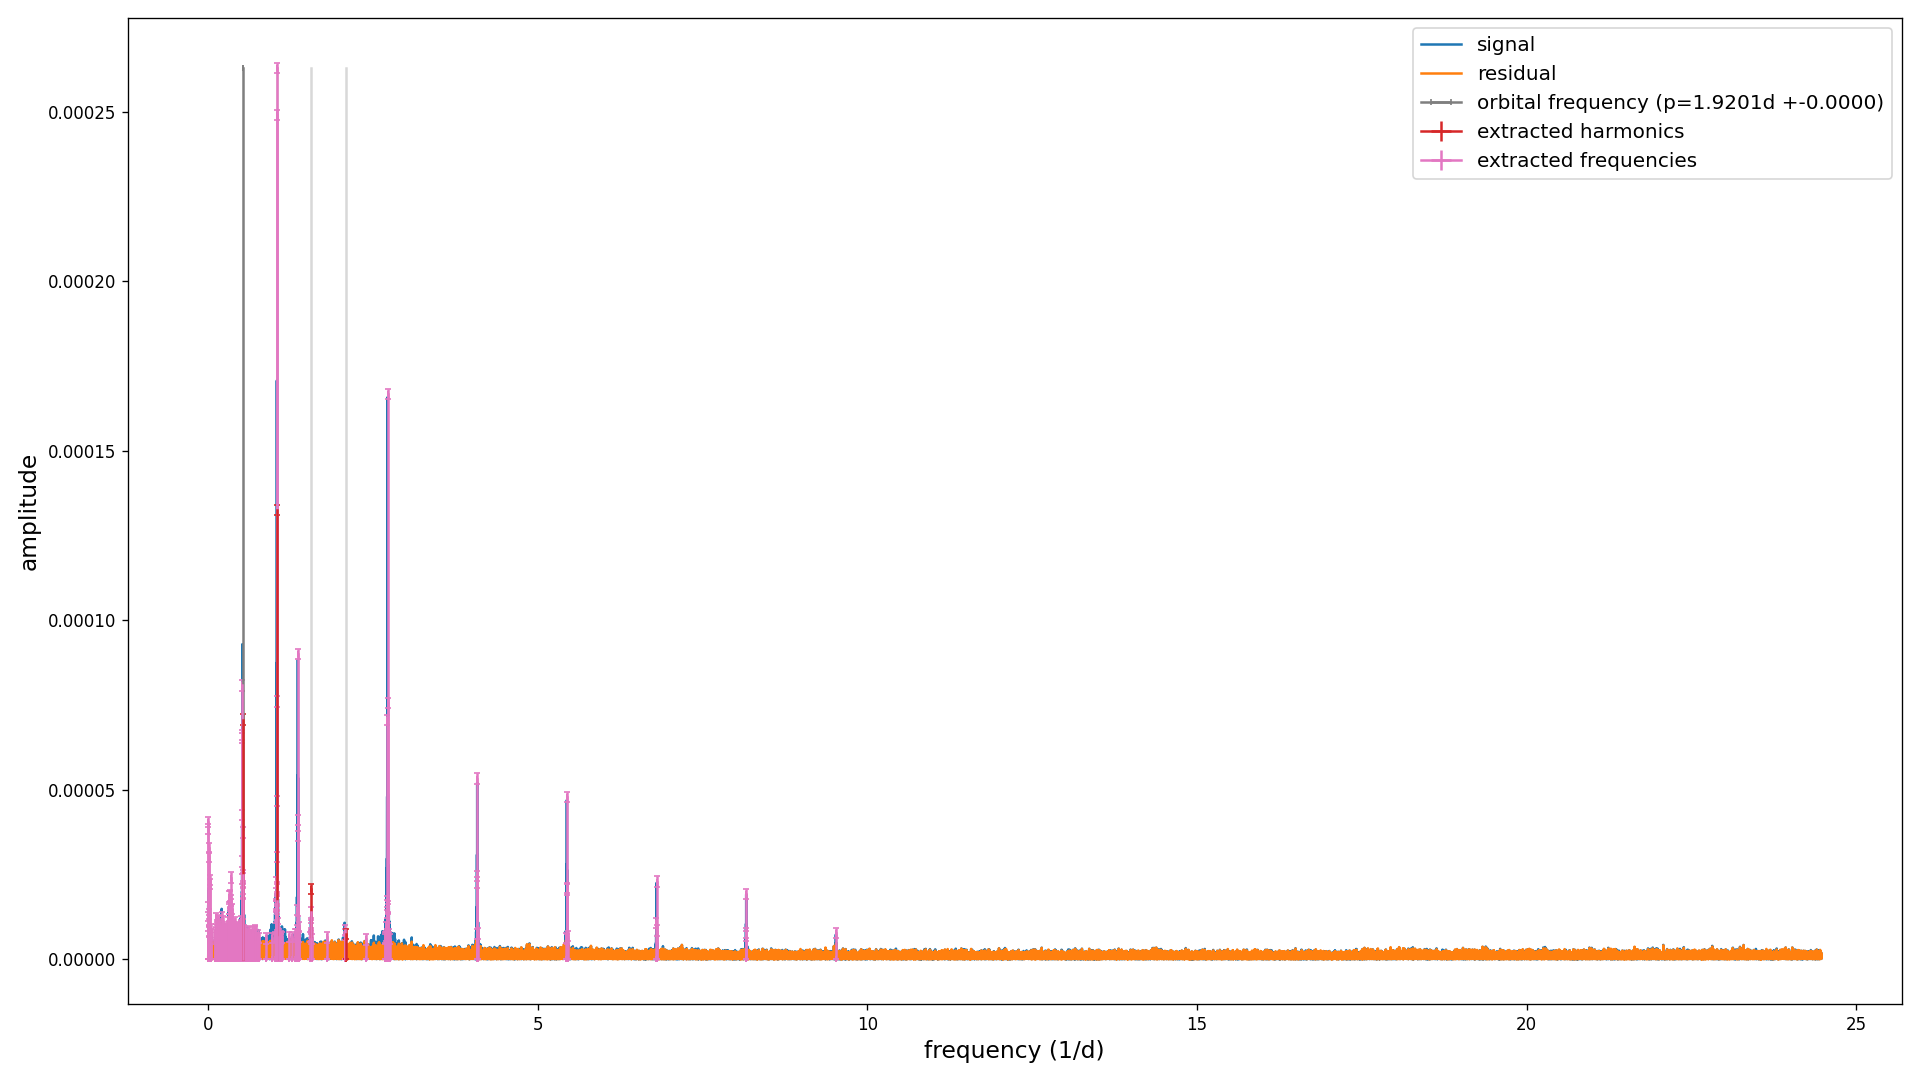 signal
residual
orbital frequency (p=1.9201d +-0.0000)
extracted harmonics
extracted frequencies
0.00025
0.00020
0.00015
0.00010
0.00005
0.00000
amplitude
0 5 10 15 20 25
frequency (1/d)